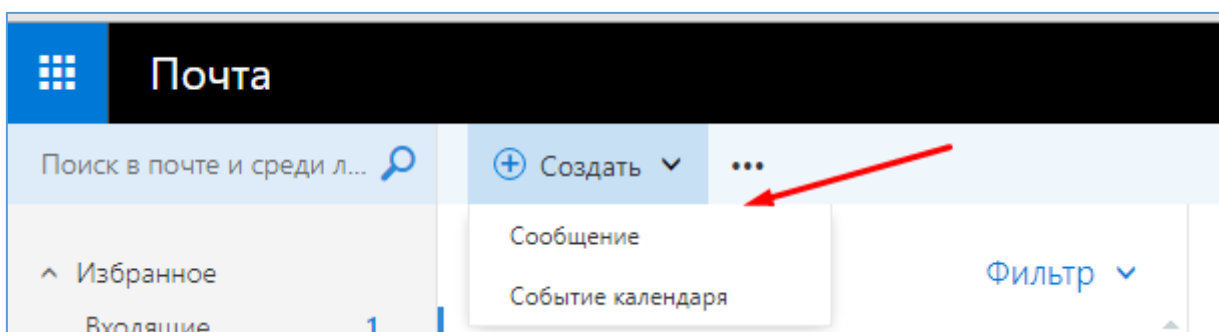 Почта
Поиск в почте и среди л...
Создать
Сообщение
Событие календаря
Избранное
Фильтр
Входящие 1